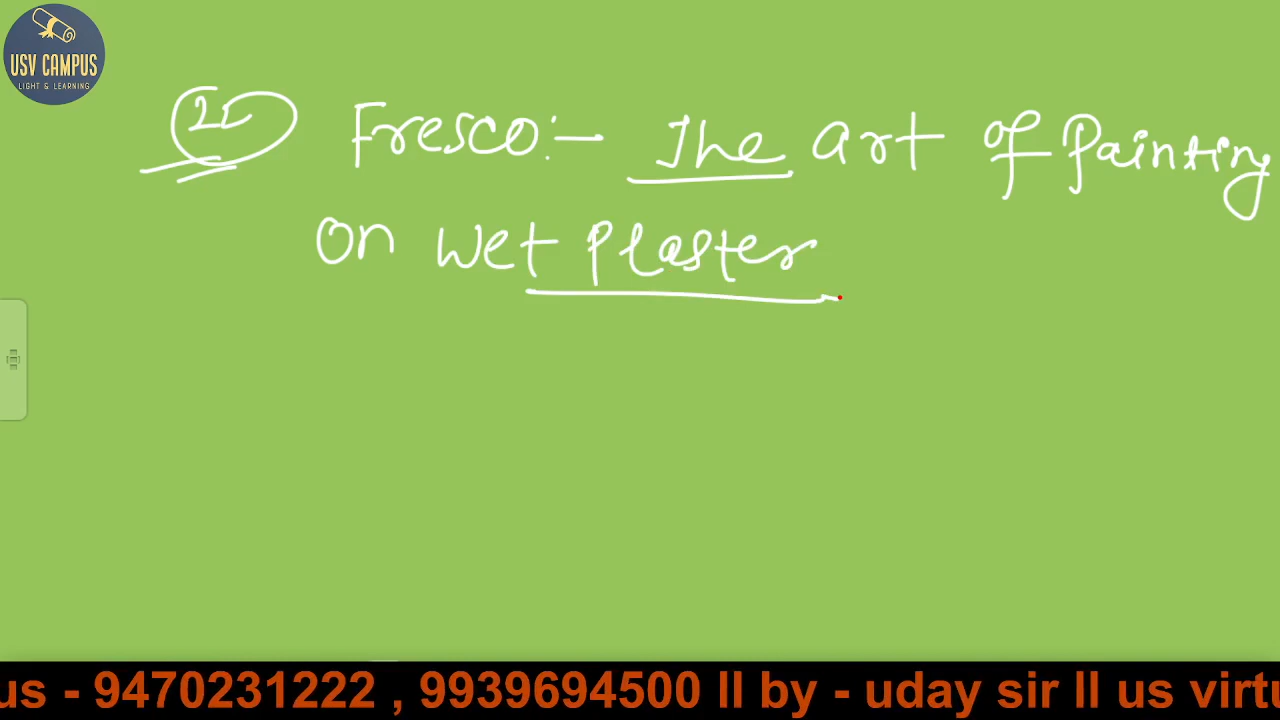 USV CAMPUS
LIGHT & LEARNING
Fresco:- The Art of Painting
On Wet Plaster
us - 9470231222 , 9939694500 ll by - uday sir ll us virtu